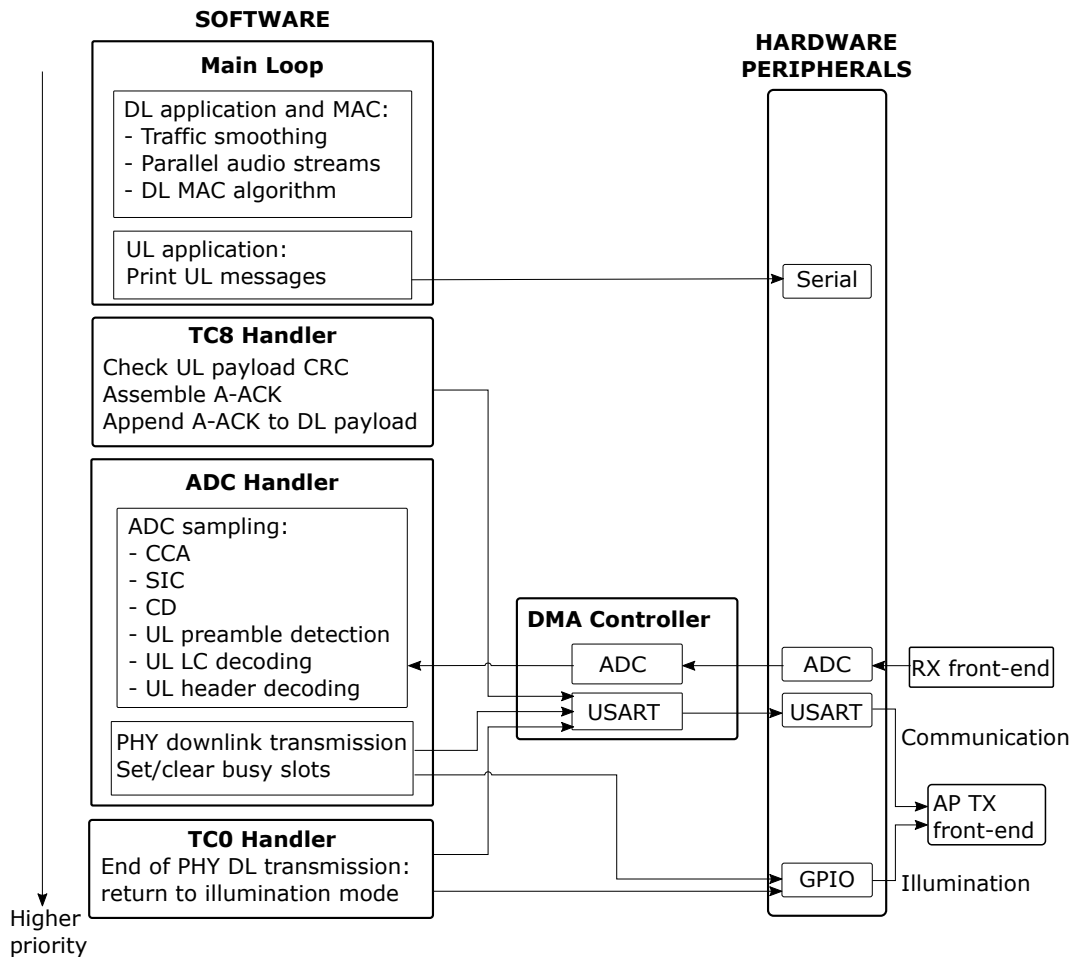 SOFTWARE
Main Loop
DL application and MAC:
- Traffic smoothing
- Parallel audio streams
- DL MAC algorithm
UL application:
Print UL messages
TC8 Handler
Check UL payload CRC
Assemble A-ACK
Append A-ACK to DL payload
ADC Handler
ADC sampling:
- CCA
- SIC
- CD
- UL preamble detection
- UL LC decoding
- UL header decoding
PHY downlink transmission
Set/clear busy slots
TC0 Handler
End of PHY DL transmission:
return to illumination mode
Higher
priority
DMA Controller
ADC
USART
HARDWARE
PERIPHERALS
Serial
ADC
USART
GPIO
RX front-end
Communication
AP TX
front-end
Illumination